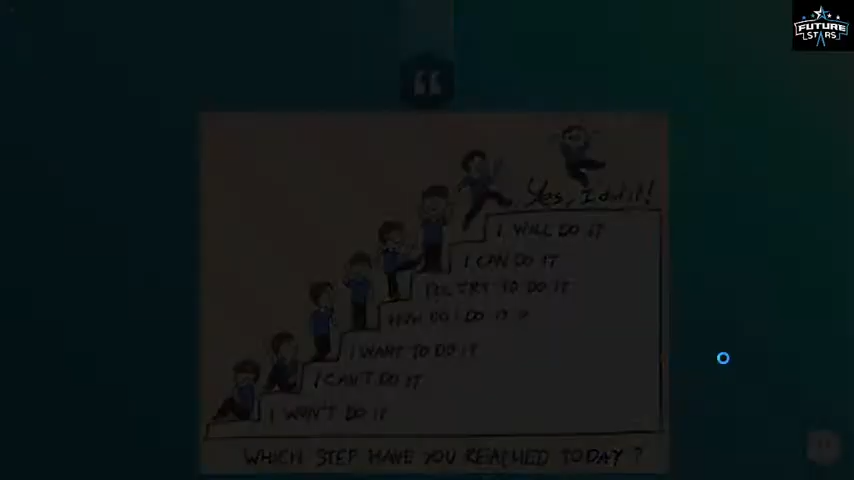 FUTURE
STARS
“
Yes, I did it!
I WILL DO IT
I CAN DO IT
I'LL TRY TO DO IT
HOW DO I DO IT ?
I WANT TO DO IT
I CAN'T DO IT
I WON'T DO IT
WHICH STEP HAVE YOU REACHED TODAY ?